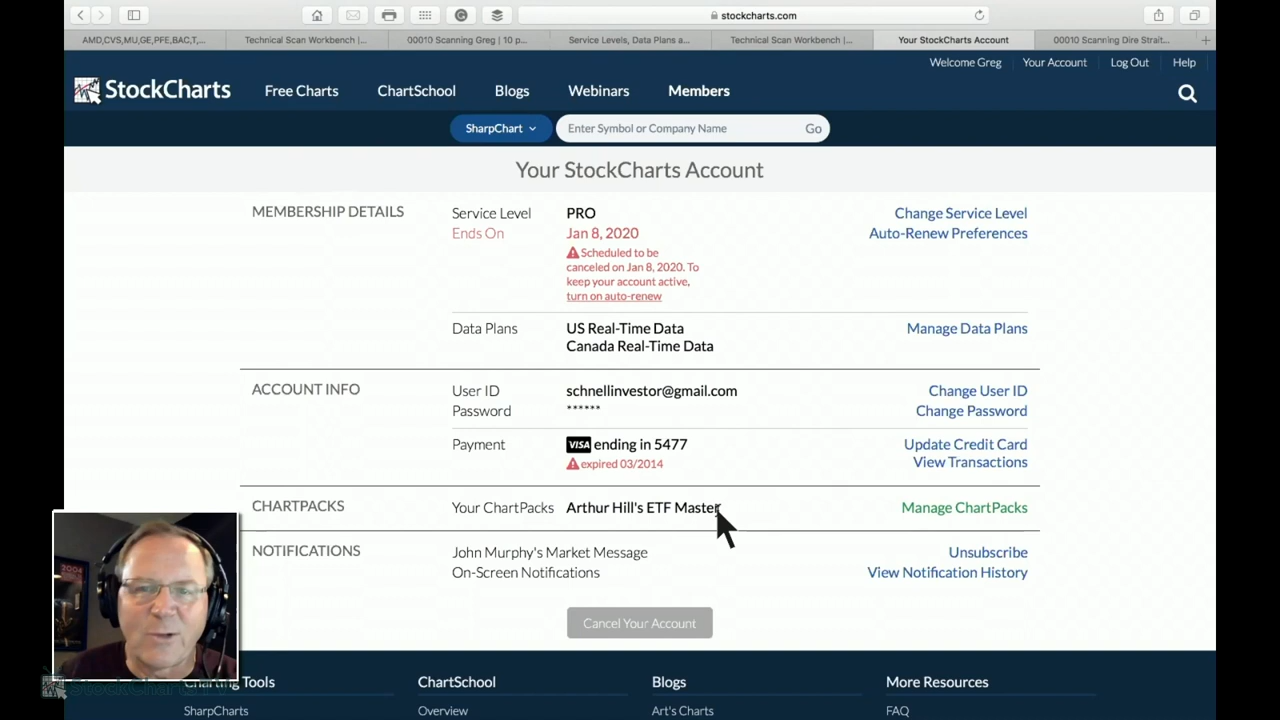 stockcharts.com
AMD,CVS,MU,GE,PFE,BAC,T,...
Technical Scan Workbench |...
00010 Scanning Greg | 10 p...
Service Levels, Data Plans a...
Technical Scan Workbench |...
Your StockCharts Account
00010 Scanning Dire Strait...
Welcome Greg
Your Account
Log Out
Help
StockCharts
Free Charts
ChartSchool
Blogs
Webinars
Members
SharpChart
Enter Symbol or Company Name
Go
Your StockCharts Account
MEMBERSHIP DETAILS
Service Level
PRO
Change Service Level
Ends On
Jan 8, 2020
Auto-Renew Preferences
Scheduled to be
canceled on Jan 8, 2020. To
keep your account active,
turn on auto-renew
Data Plans
US Real-Time Data
Manage Data Plans
Canada Real-Time Data
ACCOUNT INFO
User ID
schnellinvestor@gmail.com
Change User ID
Password
******
Change Password
Payment
VISA ending in 5477
Update Credit Card
expired 03/2014
View Transactions
CHARTPACKS
Your ChartPacks
Arthur Hill's ETF Master
Manage ChartPacks
NOTIFICATIONS
John Murphy's Market Message
Unsubscribe
On-Screen Notifications
View Notification History
Cancel Your Account
Charting Tools
ChartSchool
Blogs
More Resources
SharpCharts
Overview
Art's Charts
FAQ